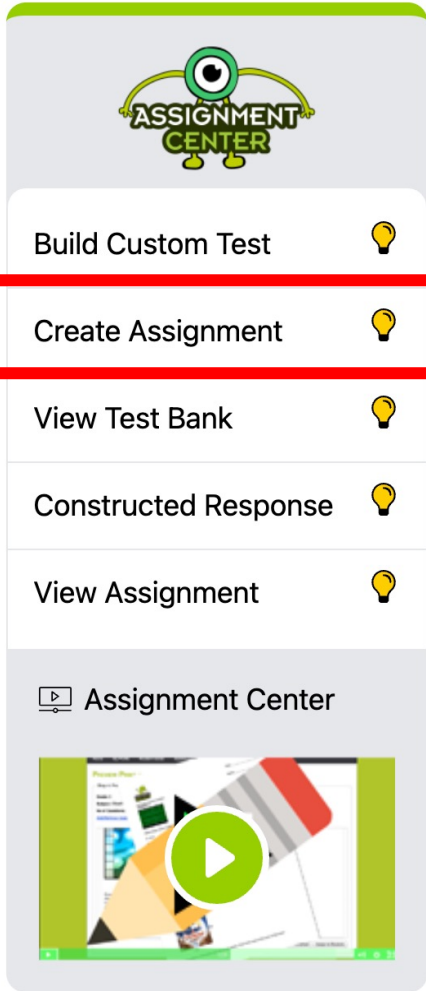 ASSIGNMENT
CENTER
Build Custom Test
Create Assignment
View Test Bank
Constructed Response
View Assignment
Assignment Center